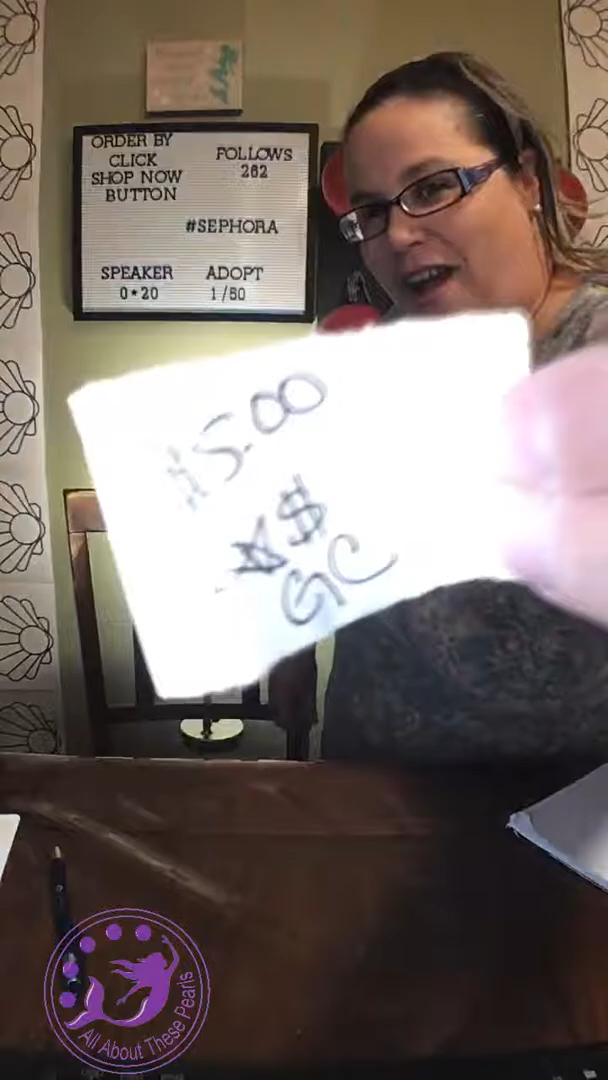 ORDER BY
CLICK
SHOP NOW
BUTTON
FOLLOWS
262
#SEPHORA
SPEAKER
0•20
ADOPT
1/60
$5.00
☆$
GC
All About These Pearls